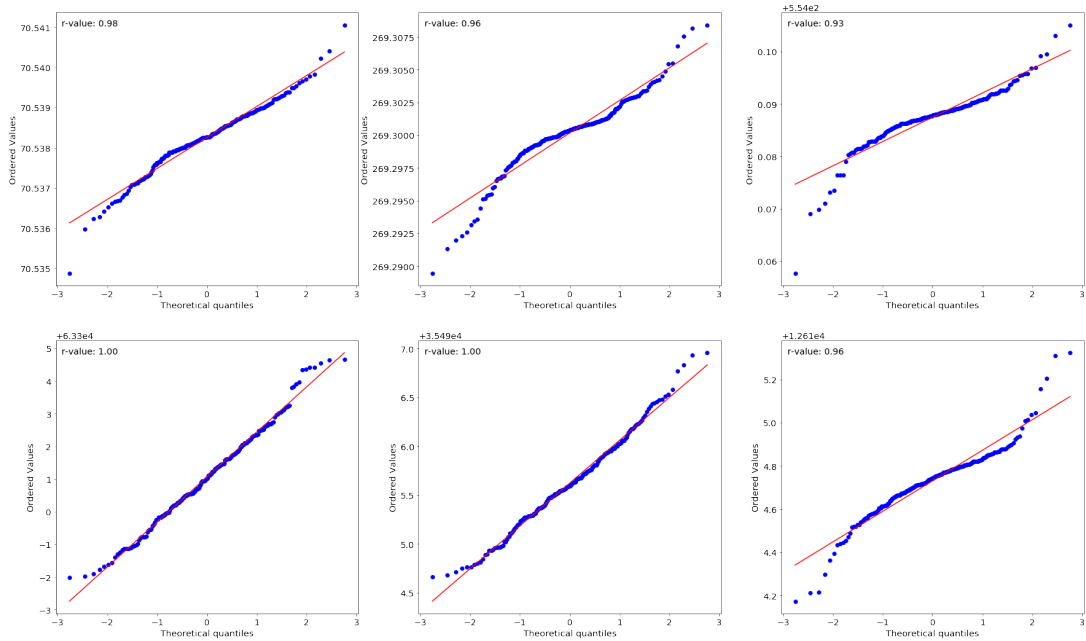 +5.54e2
r-value: 0.98
r-value: 0.96
r-value: 0.93
70.541
70.540
70.539
70.538
70.537
70.536
70.535
Ordered Values
−3 −2 −1 0 1 2 3
Theoretical quantiles
269.3075
269.3050
269.3025
269.3000
269.2975
269.2950
269.2925
269.2900
Ordered Values
−3 −2 −1 0 1 2 3
Theoretical quantiles
0.10
0.09
0.08
0.07
0.06
Ordered Values
−3 −2 −1 0 1 2 3
Theoretical quantiles
+6.33e4
r-value: 1.00
5
4
3
2
1
0
−1
−2
−3
Ordered Values
−3 −2 −1 0 1 2 3
Theoretical quantiles
+3.549e4
r-value: 1.00
7.0
6.5
6.0
5.5
5.0
4.5
Ordered Values
−3 −2 −1 0 1 2 3
Theoretical quantiles
+1.261e4
r-value: 0.96
5.2
5.0
4.8
4.6
4.4
4.2
Ordered Values
−3 −2 −1 0 1 2 3
Theoretical quantiles